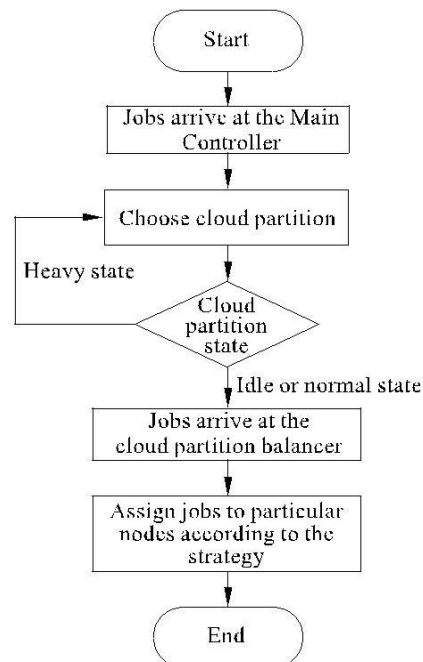 Start
Jobs arrive at the Main
Controller
Choose cloud partition
Heavy state
Cloud
partition
state
Idle or normal state
Jobs arrive at the
cloud partition balancer
Assign jobs to particular
nodes according to the
strategy
End